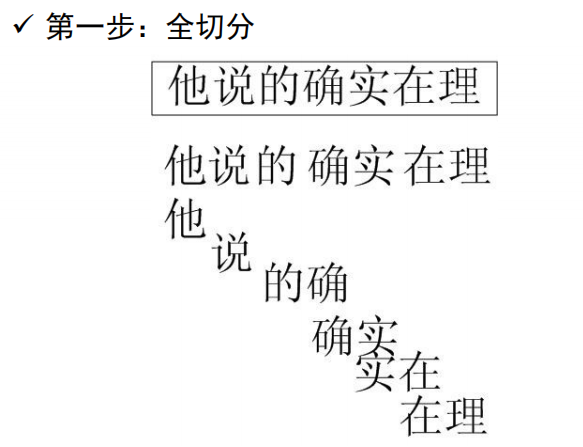 ✓ 第一步：全切分
他说的确实在理
他说的 确实 在理
他
说
的确
确实
实在
在理